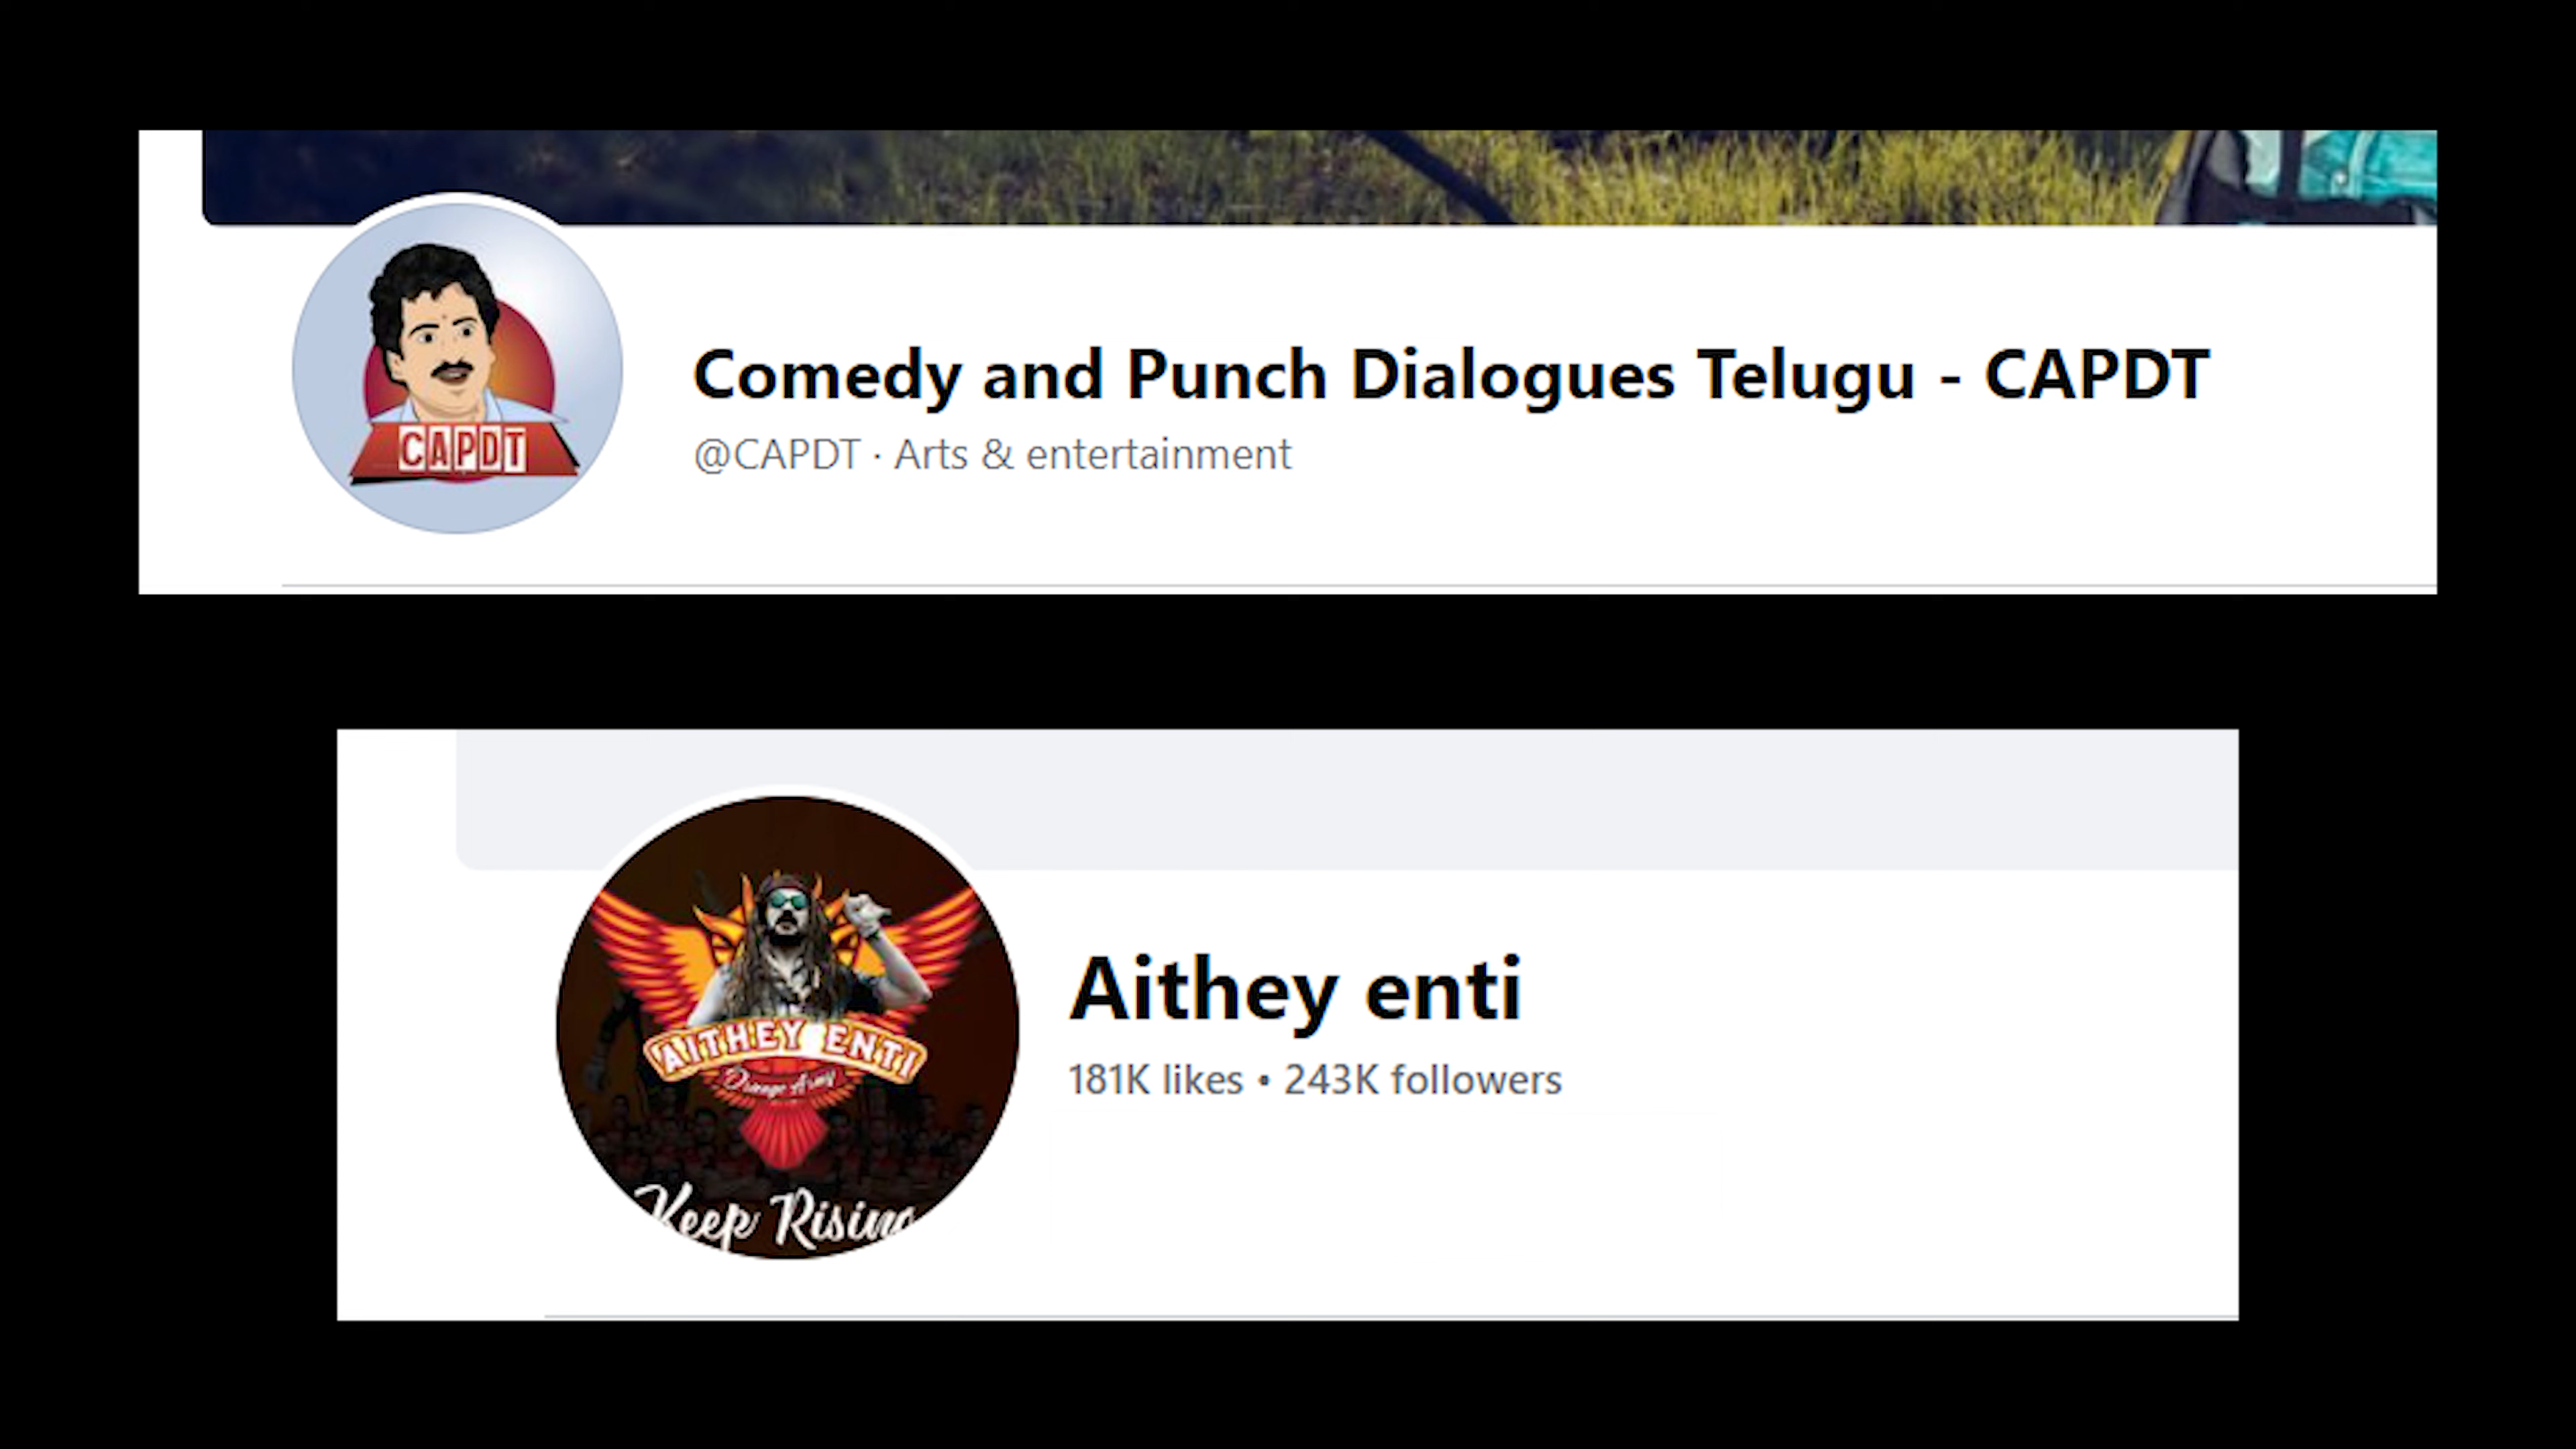 CAPDT
Comedy and Punch Dialogues Telugu - CAPDT
@CAPDT · Arts & entertainment
AITHEY ENTI
Orange Army
Keep Rising
Aithey enti
181K likes • 243K followers